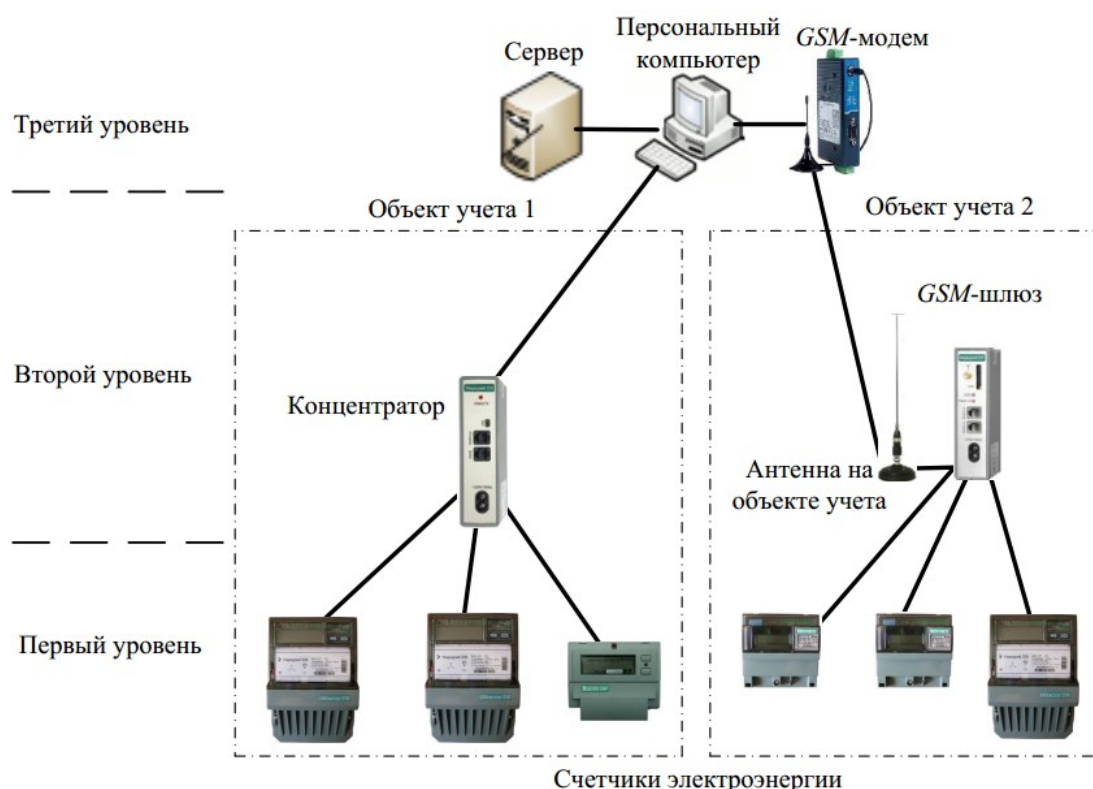 Персональный
компьютер
GSM-модем
Сервер
Третий уровень
Объект учета 1
Объект учета 2
GSM-шлюз
Второй уровень
Концентратор
Антенна на
объекте учета
Первый уровень
Счетчики электроэнергии